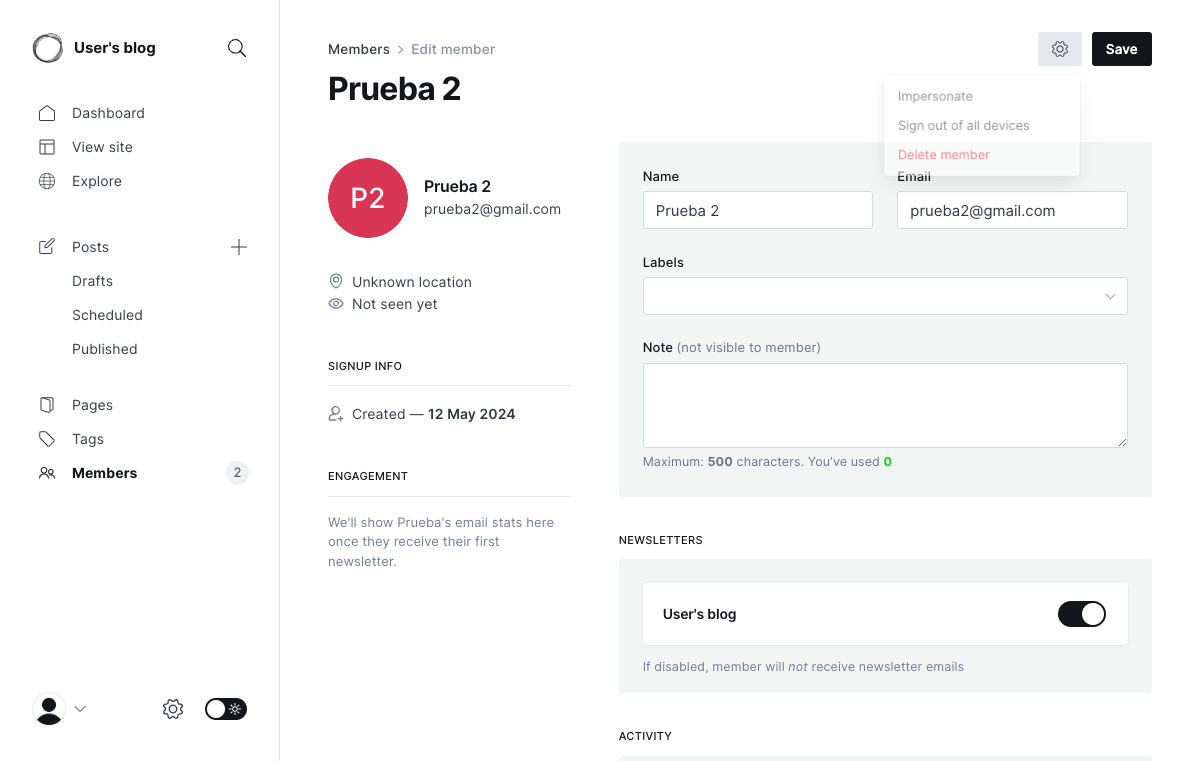 User's blog
Dashboard
View site
Explore
Posts
Drafts
Scheduled
Published
Pages
Tags
Members
2
Members
Edit member
Save
Prueba 2
Impersonate
Sign out of all devices
Delete member
P2
Prueba 2
prueba2@gmail.com
Unknown location
Not seen yet
SIGNUP INFO
Created — 12 May 2024
ENGAGEMENT
We'll show Prueba's email stats here
once they receive their first
newsletter.
Name
Email
Prueba 2
prueba2@gmail.com
Labels
Note (not visible to member)
Maximum: 500 characters. You've used 0
NEWSLETTERS
User's blog
If disabled, member will not receive newsletter emails
ACTIVITY